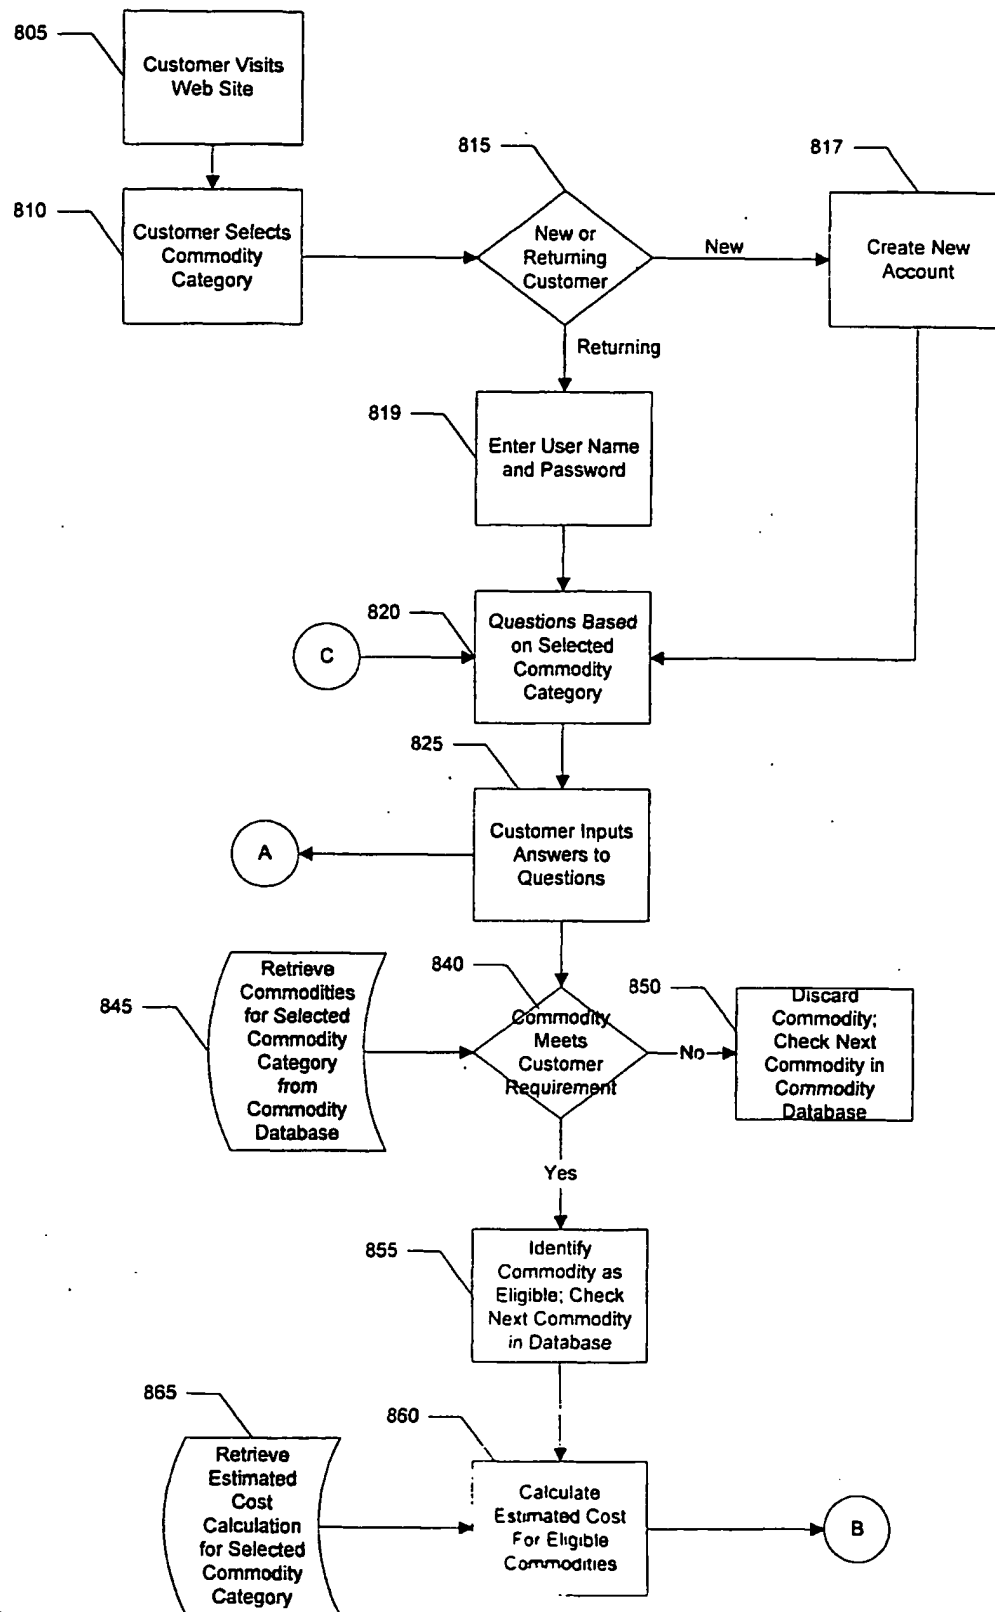 805
Customer Visits
Web Site
810
Customer Selects
Commodity
Category
815
New or
Returning
Customer
New
817
Create New
Account
Returning
819
Enter User Name
and Password
C
820
Questions Based
on Selected
Commodity
Category
825
Customer Inputs
Answers to
Questions
A
845
Retrieve
Commodities
for Selected
Commodity
Category
from
Commodity
Database
840
Commodity
Meets
Customer
Requirement
No
850
Discard
Commodity;
Check Next
Commodity in
Commodity
Database
Yes
855
Identify
Commodity as
Eligible; Check
Next Commodity
in Database
865
Retrieve
Estimated
Cost
Calculation
for Selected
Commodity
Category
860
Calculate
Estimated Cost
For Eligible
Commodities
B